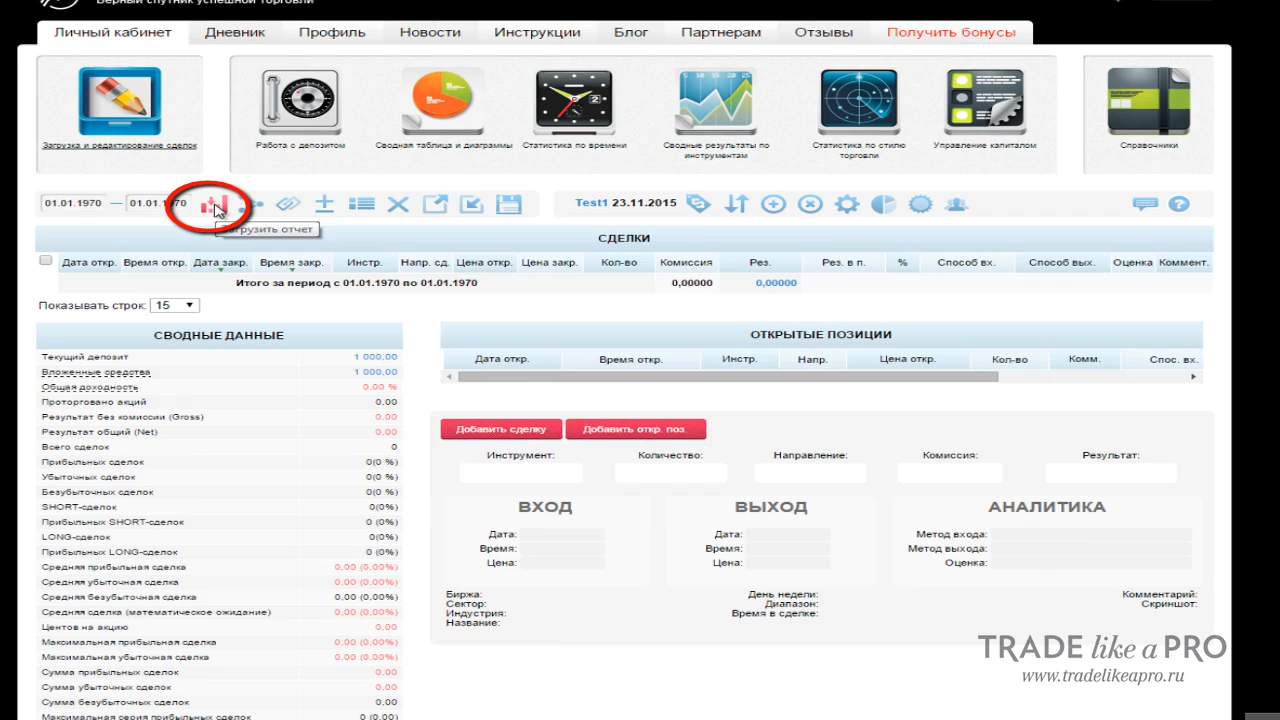 Верный спутник успешной торговли
Личный кабинет Дневник Профиль Новости Инструкции Блог Партнерам Отзывы Получить бонусы
Загрузка и редактирование сделок Работа с депозитом Сводная таблица и диаграммы Статистика по времени Сводные результаты по инструментам Статистика по стилю торговли Управление капиталом Справочники
01.01.1970 — 01.01.1970 Test1 23.11.2015
Загрузить отчет
СДЕЛКИ
Дата откр. Время откр. Дата закр. Время закр. Инстр. Напр. сд. Цена откр. Цена закр. Кол-во Комиссия Рез. Рез. в п. % Способ вх. Способ вых. Оценка Коммент.
Итого за период с 01.01.1970 по 01.01.1970 0,00000 0,00000
Показывать строк: 15
СВОДНЫЕ ДАННЫЕ
Текущий депозит 1 000.00
Вложенные средства 1 000.00
Общая доходность 0.00 %
Проторговано акций 0.00
Результат без комиссии (Gross) 0.00
Результат общий (Net) 0.00
Всего сделок 0
Прибыльных сделок 0(0 %)
Убыточных сделок 0(0 %)
Безубыточных сделок 0(0 %)
SHORT-сделок 0(0%)
Прибыльных SHORT-сделок 0 (0%)
LONG-сделок 0(0%)
Прибыльных LONG-сделок 0 (0%)
Средняя прибыльная сделка 0.00 (0.00%)
Средняя убыточная сделка 0.00 (0.00%)
Средняя безубыточная сделка 0.00 (0.00%)
Средняя сделка (математическое ожидание) 0.00 (0.00%)
Центов на акцию 0.00
Максимальная прибыльная сделка 0.00 (0.00%)
Максимальная убыточная сделка 0.00 (0.00%)
Сумма прибыльных сделок 0.00
Сумма убыточных сделок 0.00
Сумма безубыточных сделок 0.00
Максимальная серия прибыльных сделок 0 (0.00)
ОТКРЫТЫЕ ПОЗИЦИИ
Дата откр. Время откр. Инстр. Напр. Цена откр. Кол-во Комм. Спос. вх.
Добавить сделку Добавить откр. поз.
Инструмент: Количество: Направление: Комиссия: Результат:
ВХОД ВЫХОД АНАЛИТИКА
Дата: Дата: Метод входа:
Время: Время: Метод выхода:
Цена: Цена: Оценка:
Биржа: День недели: Комментарий:
Сектор: Диапазон: Скриншот:
Индустрия: Время в сделке:
Название:
TRADE like a PRO
www.tradelikeapro.ru